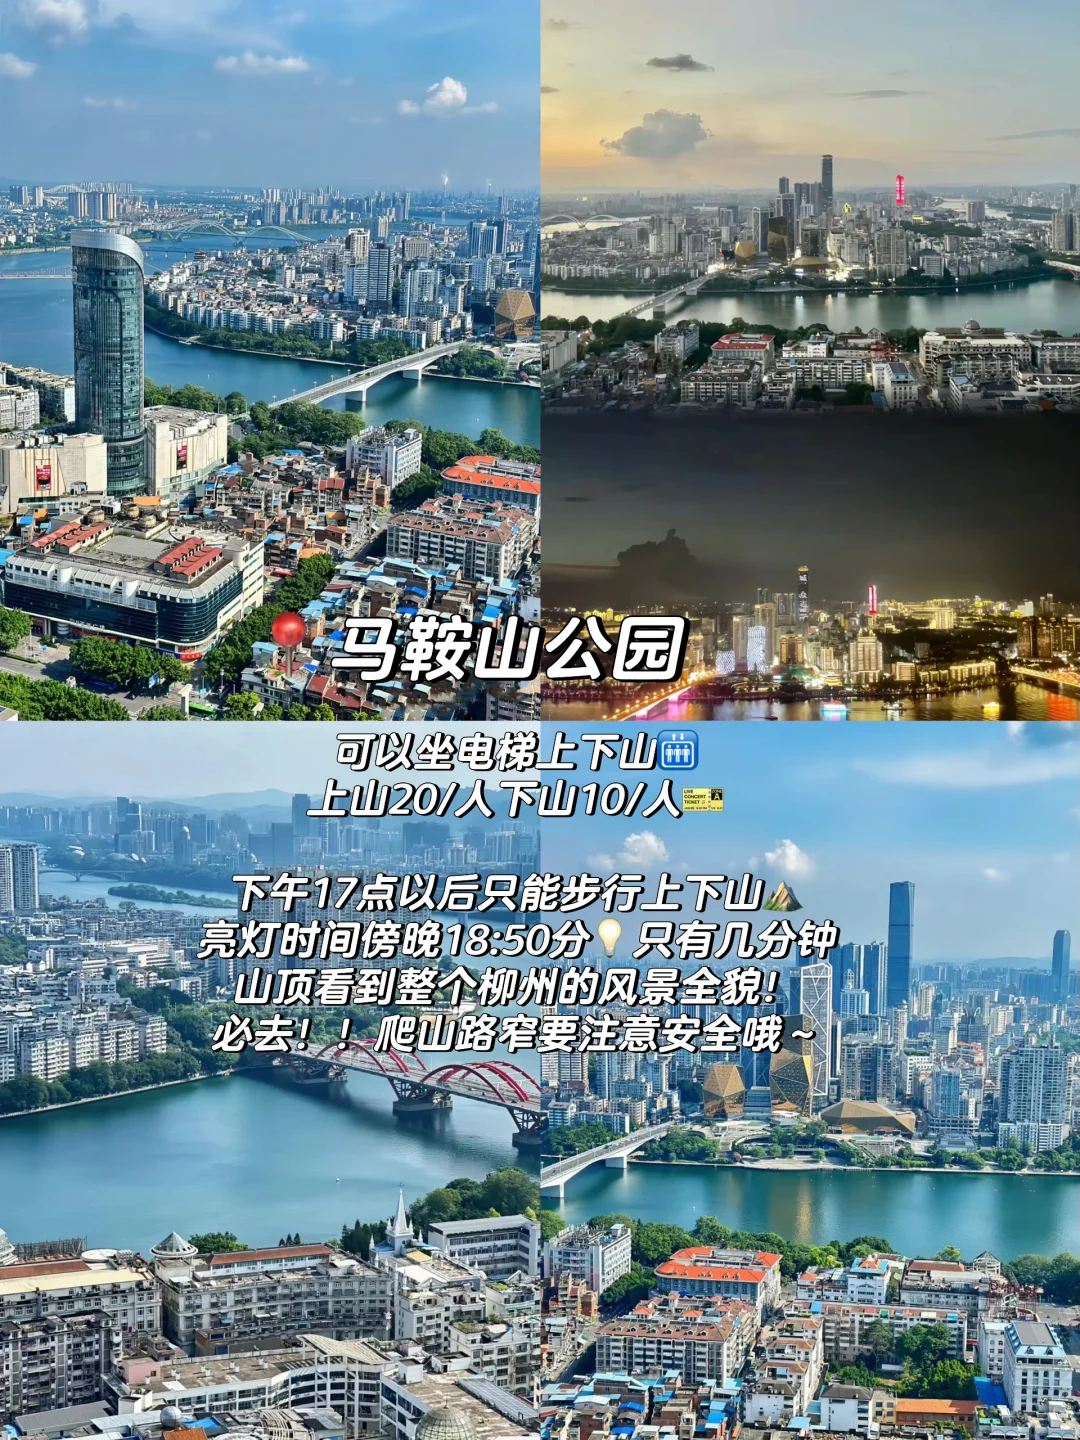 马鞍山公园
可以坐电梯上下山
上山20/人下山10/人
下午17点以后只能步行上下山
亮灯时间傍晚18:50分 只有几分钟
山顶看到整个柳州的风景全貌！
必去！！爬山路窄要注意安全哦~